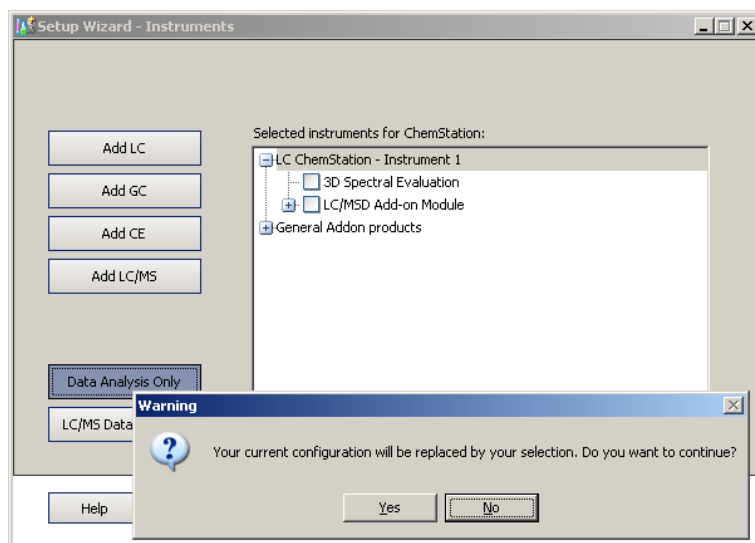 Setup Wizard - Instruments
Selected instruments for ChemStation:
Add LC
Add GC
Add CE
Add LC/MS
LC ChemStation - Instrument 1
3D Spectral Evaluation
LC/MSD Add-on Module
General Addon products
Data Analysis Only
LC/MS Data
Warning
Your current configuration will be replaced by your selection. Do you want to continue?
Yes
No
Help